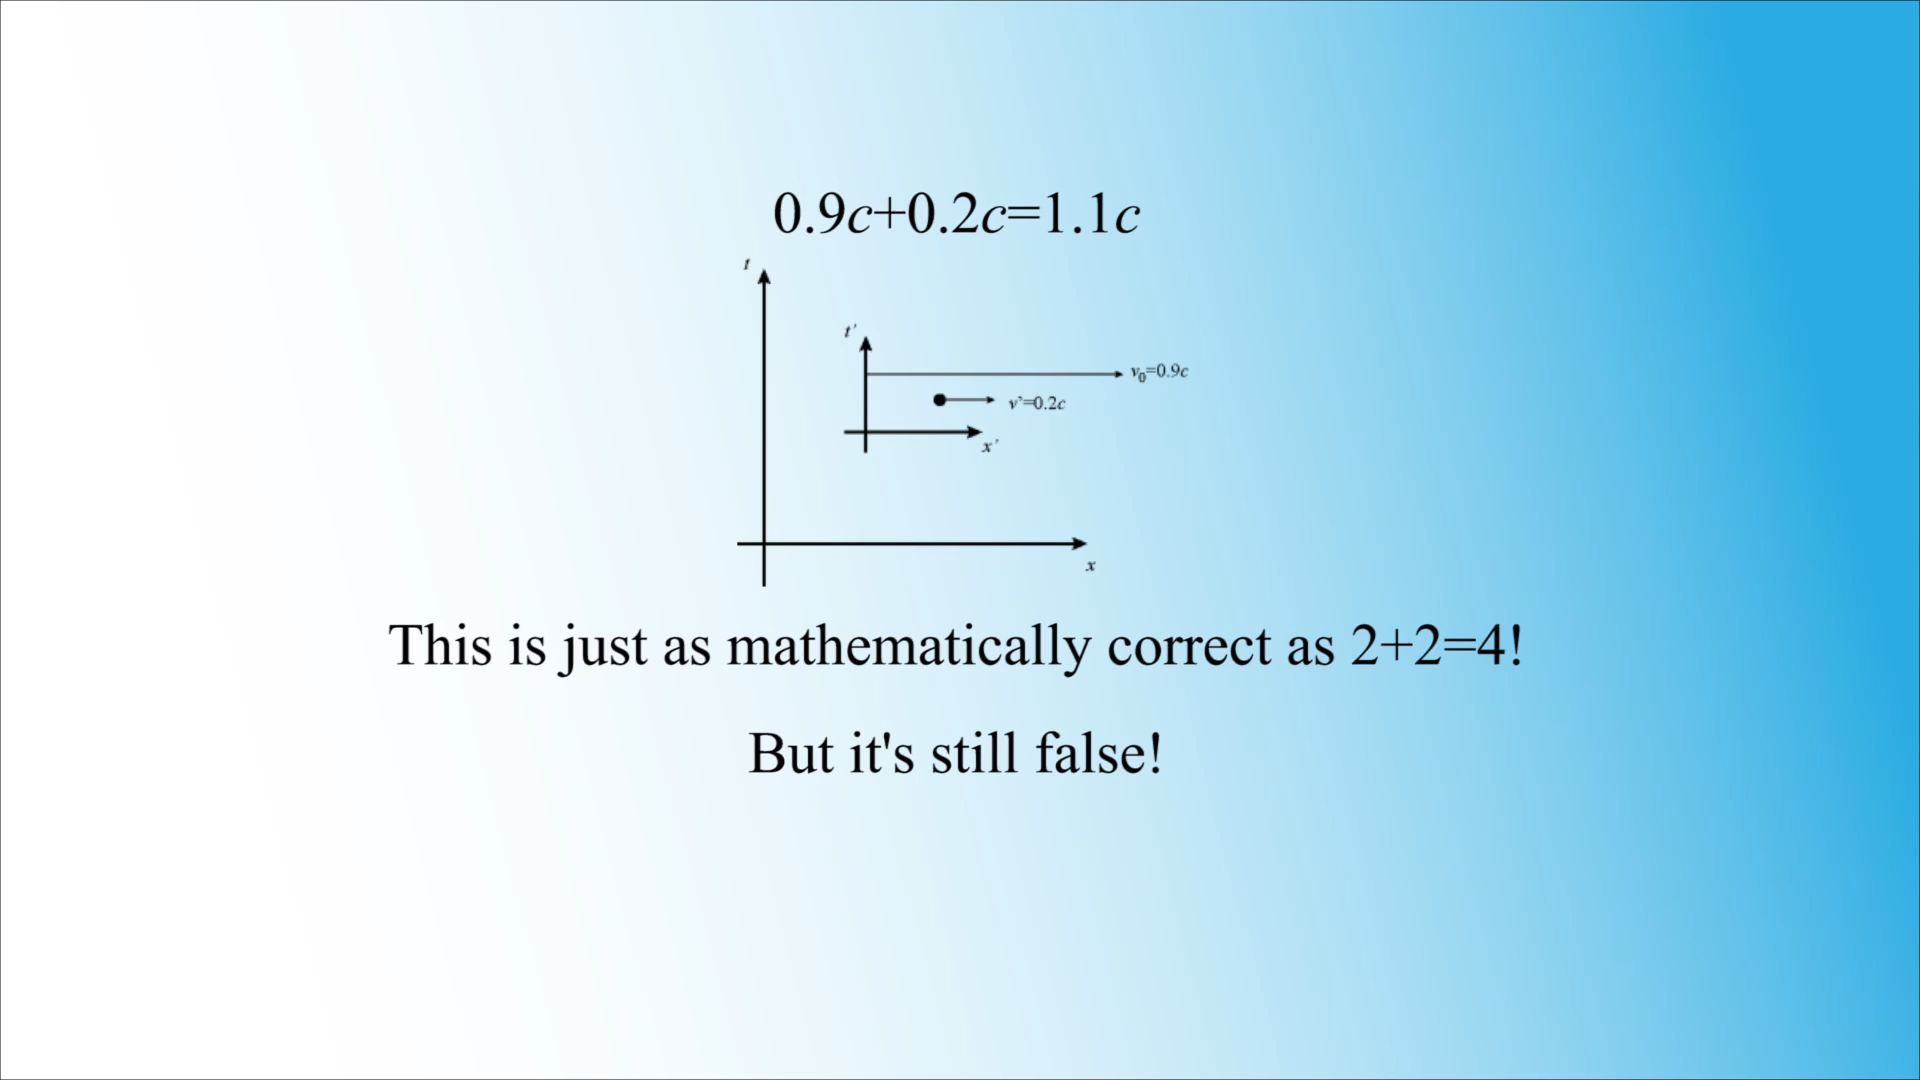 0.9c+0.2c=1.1c
t
t'
v₀=0.9c
v'=0.2c
x'
x
This is just as mathematically correct as 2+2=4!
But it's still false!